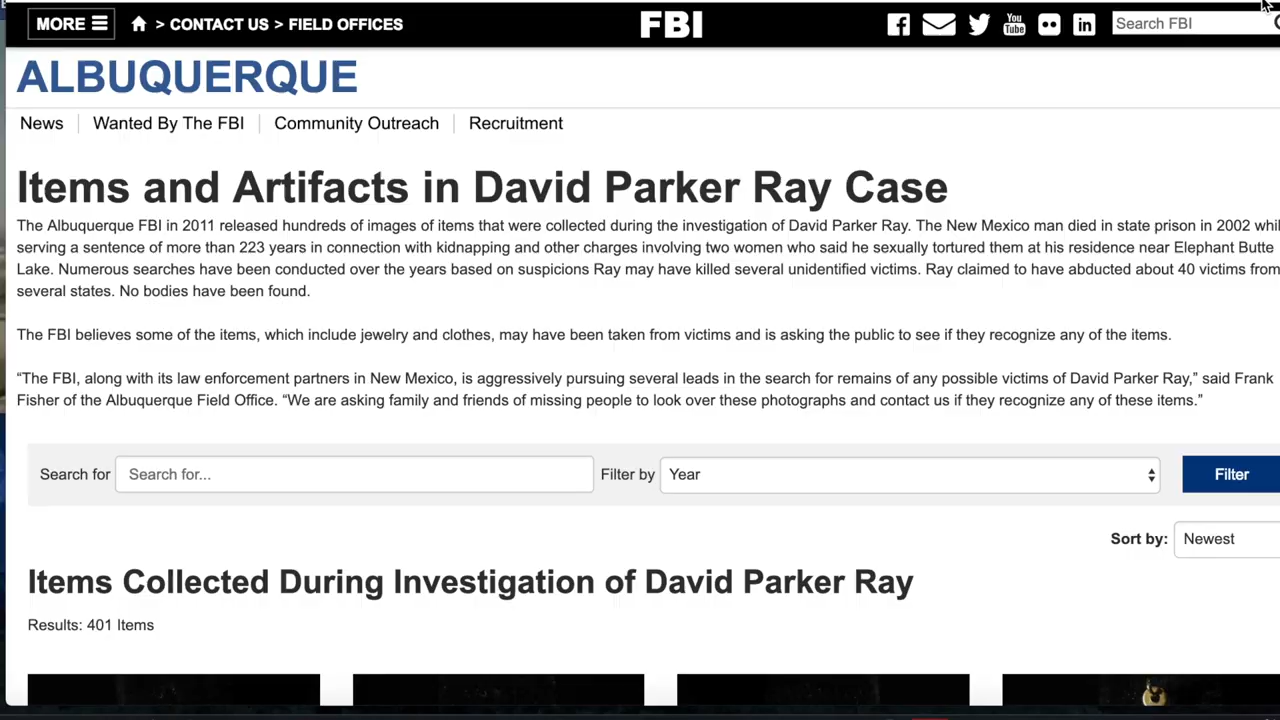 MORE > CONTACT US > FIELD OFFICES FBI You Tube in Search FBI
ALBUQUERQUE
News Wanted By The FBI Community Outreach Recruitment
Items and Artifacts in David Parker Ray Case
The Albuquerque FBI in 2011 released hundreds of images of items that were collected during the investigation of David Parker Ray. The New Mexico man died in state prison in 2002
serving a sentence of more than 223 years in connection with kidnapping and other charges involving two women who said he sexually tortured them at his residence near Elephant Butte
Lake. Numerous searches have been conducted over the years based on suspicions Ray may have killed several unidentified victims. Ray claimed to have abducted about 40 victims from
several states. No bodies have been found.
The FBI believes some of the items, which include jewelry and clothes, may have been taken from victims and is asking the public to see if they recognize any of the items.
“The FBI, along with its law enforcement partners in New Mexico, is aggressively pursuing several leads in the search for remains of any possible victims of David Parker Ray,” said Frank
Fisher of the Albuquerque Field Office. “We are asking family and friends of missing people to look over these photographs and contact us if they recognize any of these items.”
Search for Search for... Filter by Year Filter
Sort by: Newest
Items Collected During Investigation of David Parker Ray
Results: 401 Items